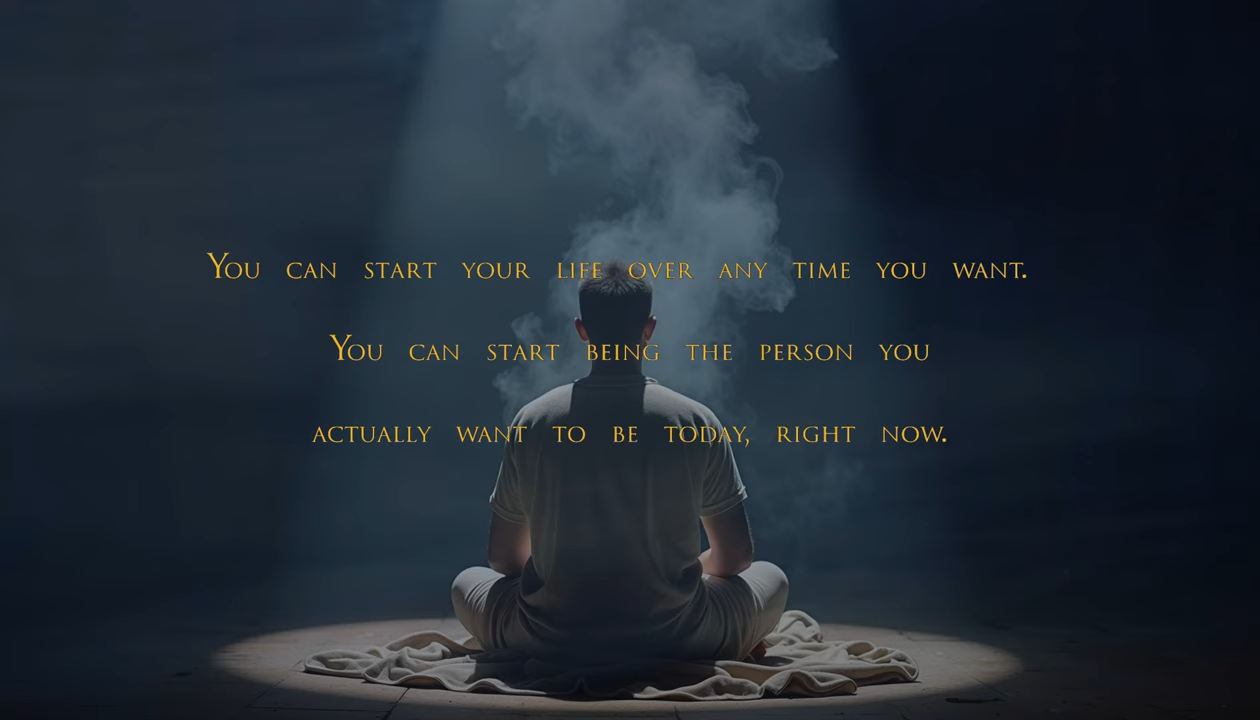 You can start your life over any time you want.
You can start being the person you
actually want to be today, right now.